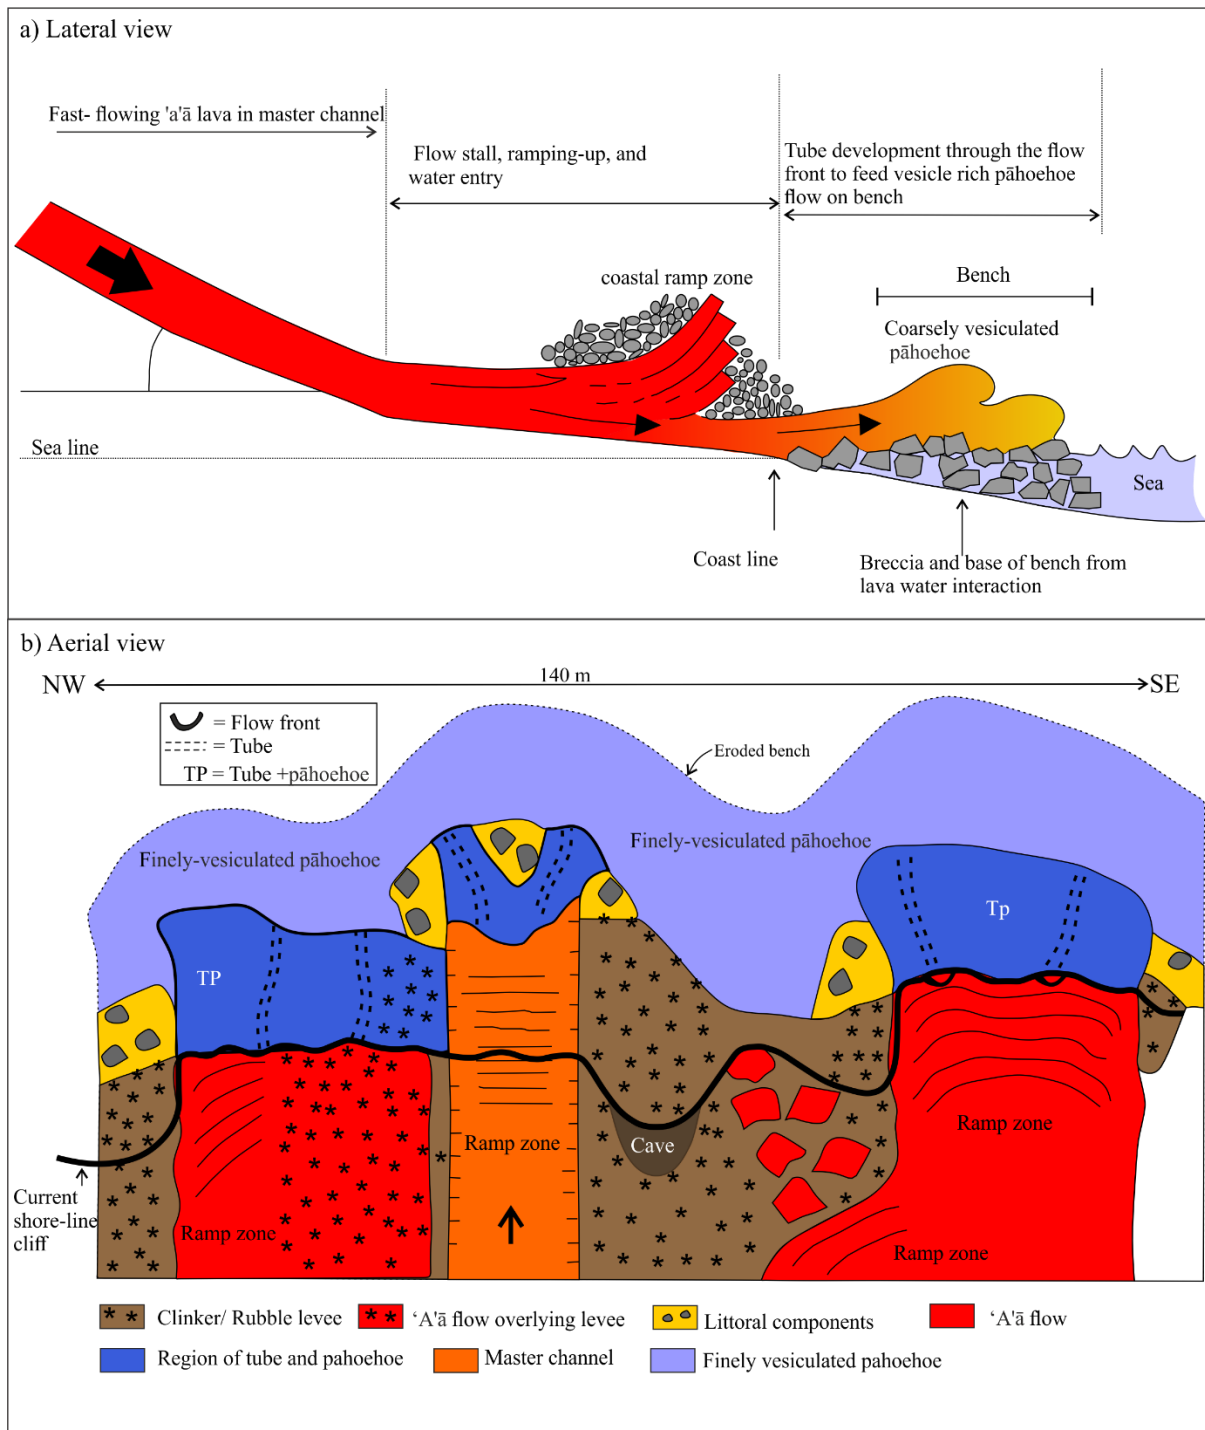 a) Lateral view
Fast- flowing 'a'ā lava in master channel
Flow stall, ramping-up, and
water entry
Tube development through the flow
front to feed vesicle rich pāhoehoe
flow on bench
coastal ramp zone
Bench
Coarsely vesiculated
pāhoehoe
Sea line
Sea
Coast line
Breccia and base of bench from
lava water interaction
b) Aerial view
NW
140 m
SE
= Flow front
= Tube
TP = Tube +pāhoehoe
Eroded bench
Finely-vesiculated pāhoehoe
Finely-vesiculated pāhoehoe
TP
Tp
Ramp zone
Cave
Ramp zone
Current
shore-line
cliff
Ramp zone
Ramp zone
Clinker/ Rubble levee
‘A'ā flow overlying levee
Littoral components
‘A'ā flow
Region of tube and pahoehoe
Master channel
Finely vesiculated pahoehoe